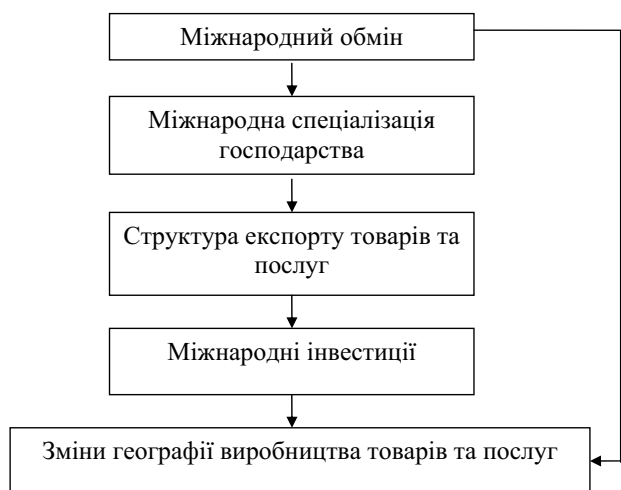 Міжнародний обмін
Міжнародна спеціалізація
господарства
Структура експорту товарів та
послуг
Міжнародні інвестиції
Зміни географії виробництва товарів та послуг